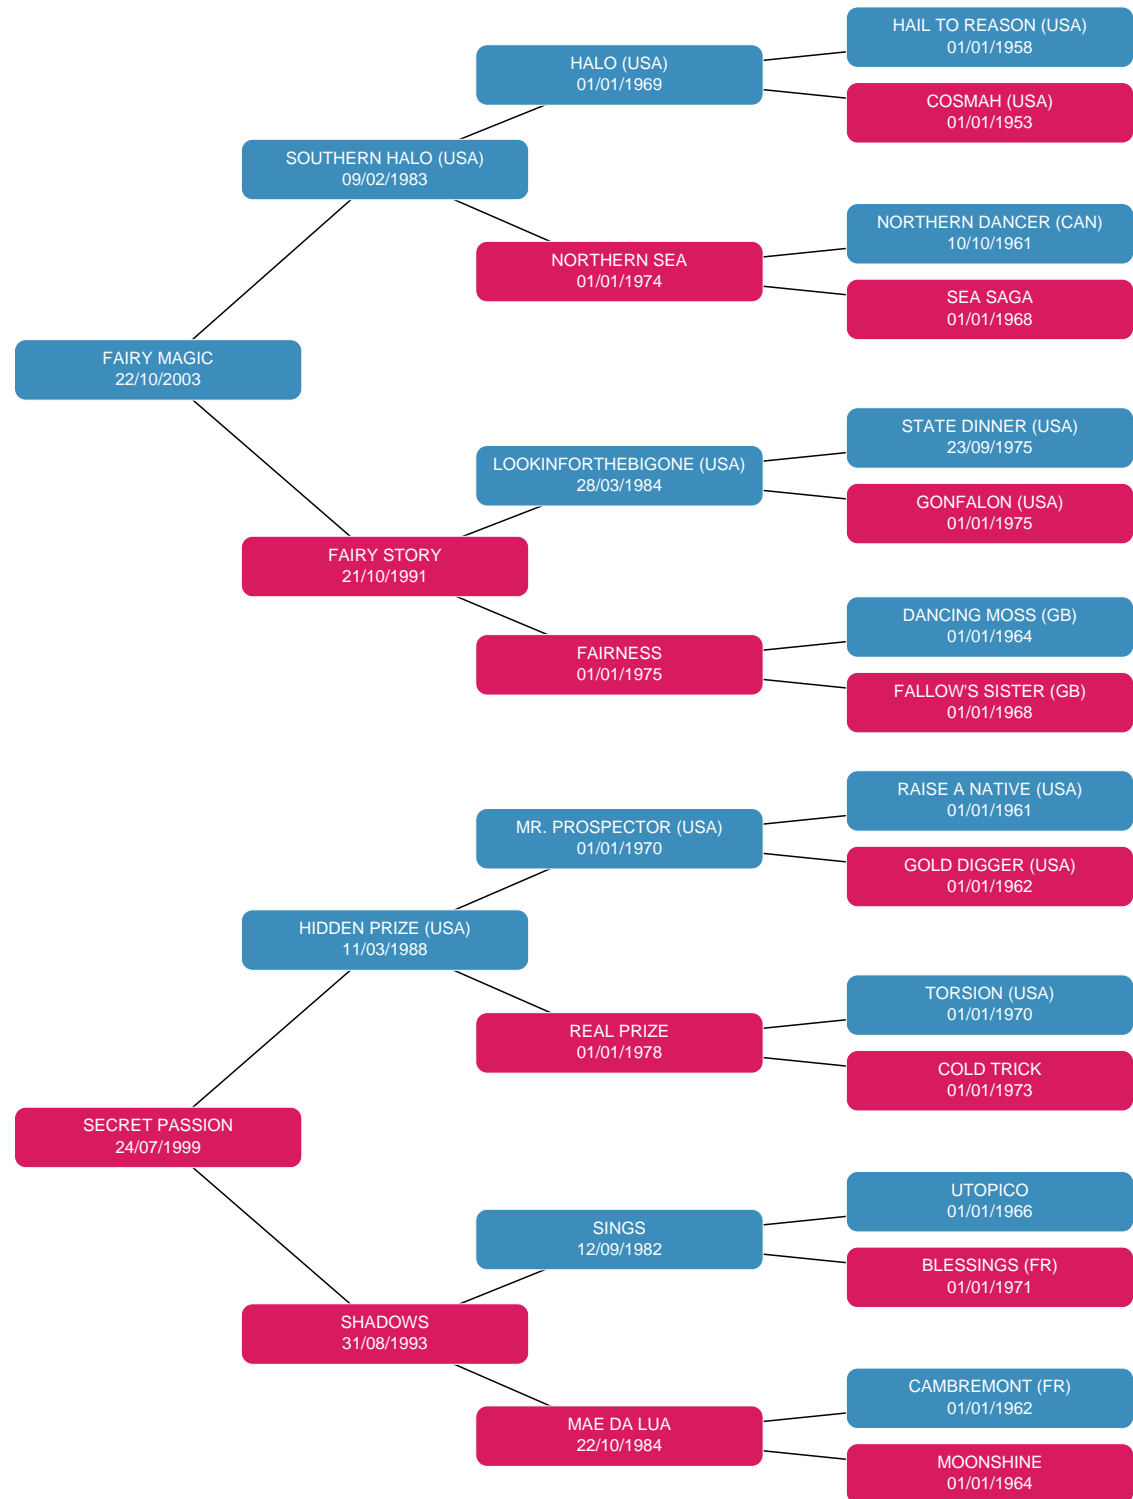 HAIL TO REASON (USA)
01/01/1958
HALO (USA)
01/01/1969
COSMAH (USA)
01/01/1953
SOUTHERN HALO (USA)
09/02/1983
NORTHERN DANCER (CAN)
10/10/1961
NORTHERN SEA
01/01/1974
SEA SAGA
01/01/1968
FAIRY MAGIC
22/10/2003
STATE DINNER (USA)
23/09/1975
LOOKINFORTHEBIGONE (USA)
28/03/1984
GONFALON (USA)
01/01/1975
FAIRY STORY
21/10/1991
DANCING MOSS (GB)
01/01/1964
FAIRNESS
01/01/1975
FALLOW'S SISTER (GB)
01/01/1968
RAISE A NATIVE (USA)
01/01/1961
MR. PROSPECTOR (USA)
01/01/1970
GOLD DIGGER (USA)
01/01/1962
HIDDEN PRIZE (USA)
11/03/1988
TORSION (USA)
01/01/1970
REAL PRIZE
01/01/1978
COLD TRICK
01/01/1973
SECRET PASSION
24/07/1999
UTOPICO
01/01/1966
SINGS
12/09/1982
BLESSINGS (FR)
01/01/1971
SHADOWS
31/08/1993
CAMBREMONT (FR)
01/01/1962
MAE DA LUA
22/10/1984
MOONSHINE
01/01/1964